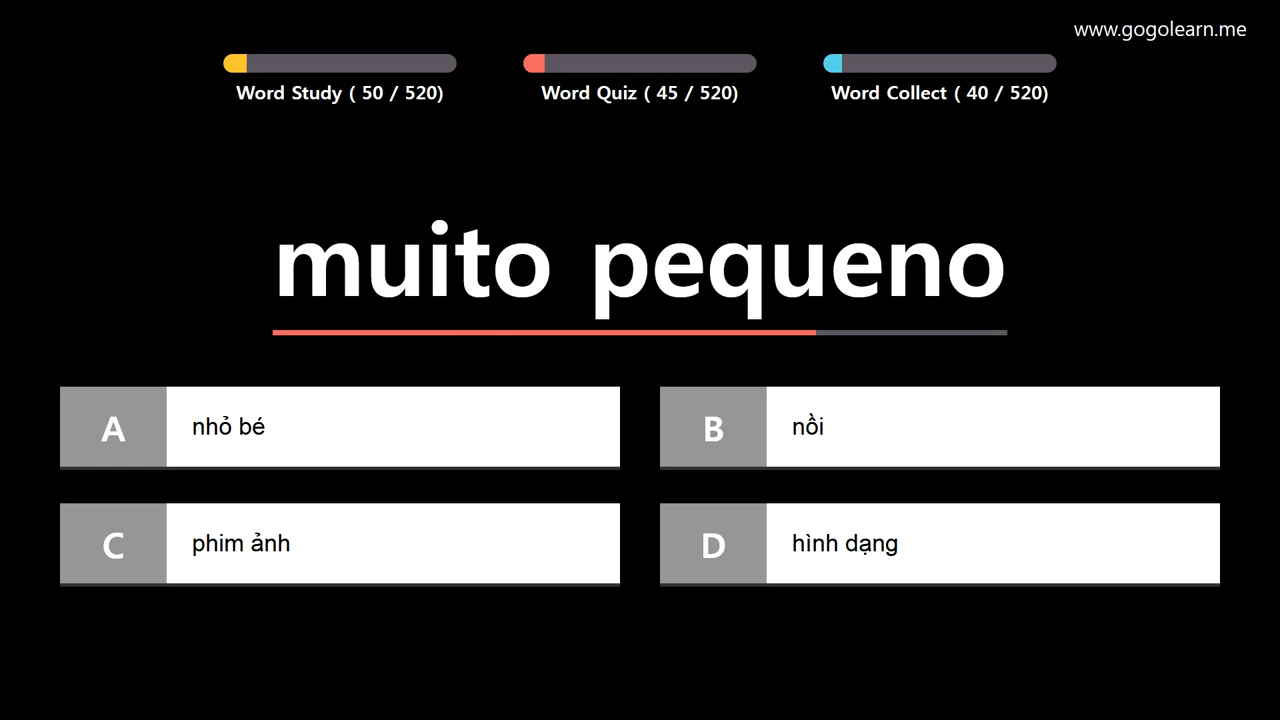 www.gogolearn.me
Word Study ( 50 / 520)
Word Quiz ( 45 / 520)
Word Collect ( 40 / 520)
muito pequeno
A nhỏ bé
B nồi
C phim ảnh
D hình dạng